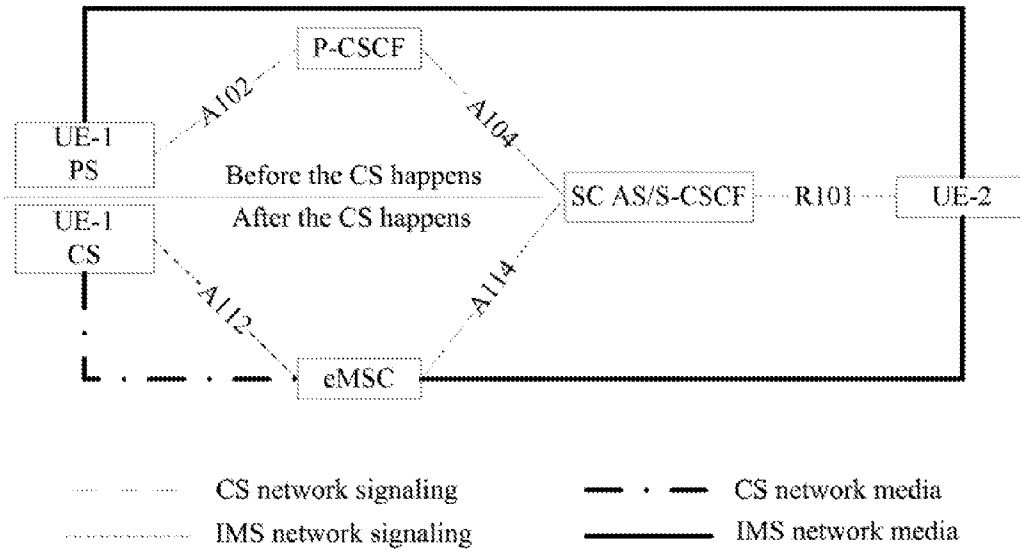 P-CSCF
A102
A104
UE-1
PS
Before the CS happens
SC AS/S-CSCF
R101
UE-2
After the CS happens
UE-1
CS
A112
A114
eMSC
CS network signaling
CS network media
IMS network signaling
IMS network media